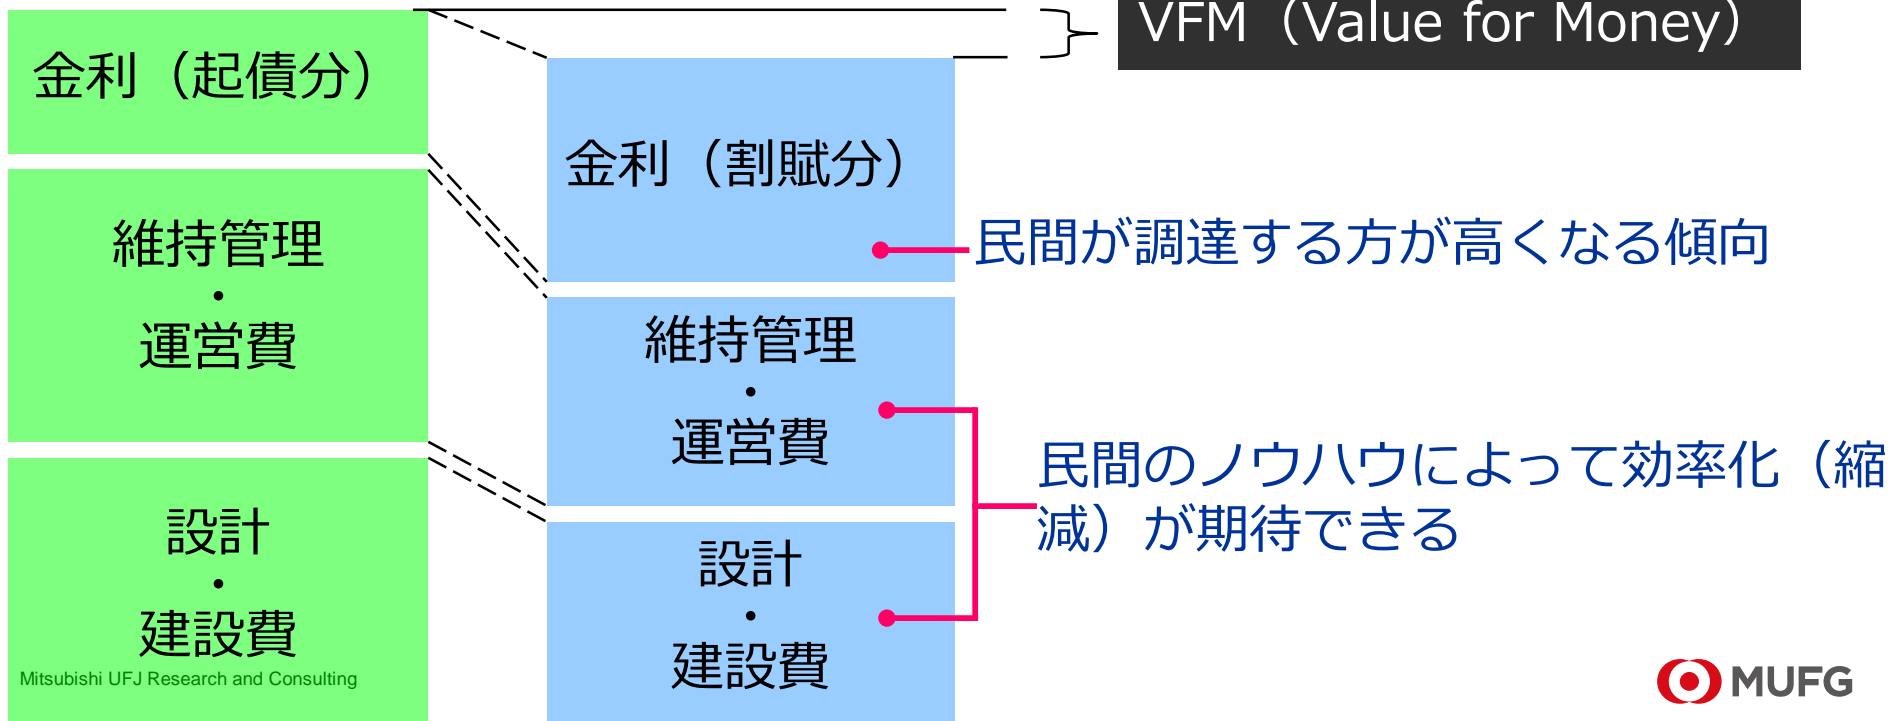 VFM（Value for Money）
金利（起債分）
維持管理
・
運営費
設計
・
建設費
金利（割賦分）
維持管理
・
運営費
設計
・
建設費
民間が調達する方が高くなる傾向
民間のノウハウによって効率化（縮
減）が期待できる
Mitsubishi UFJ Research and Consulting
MUFG